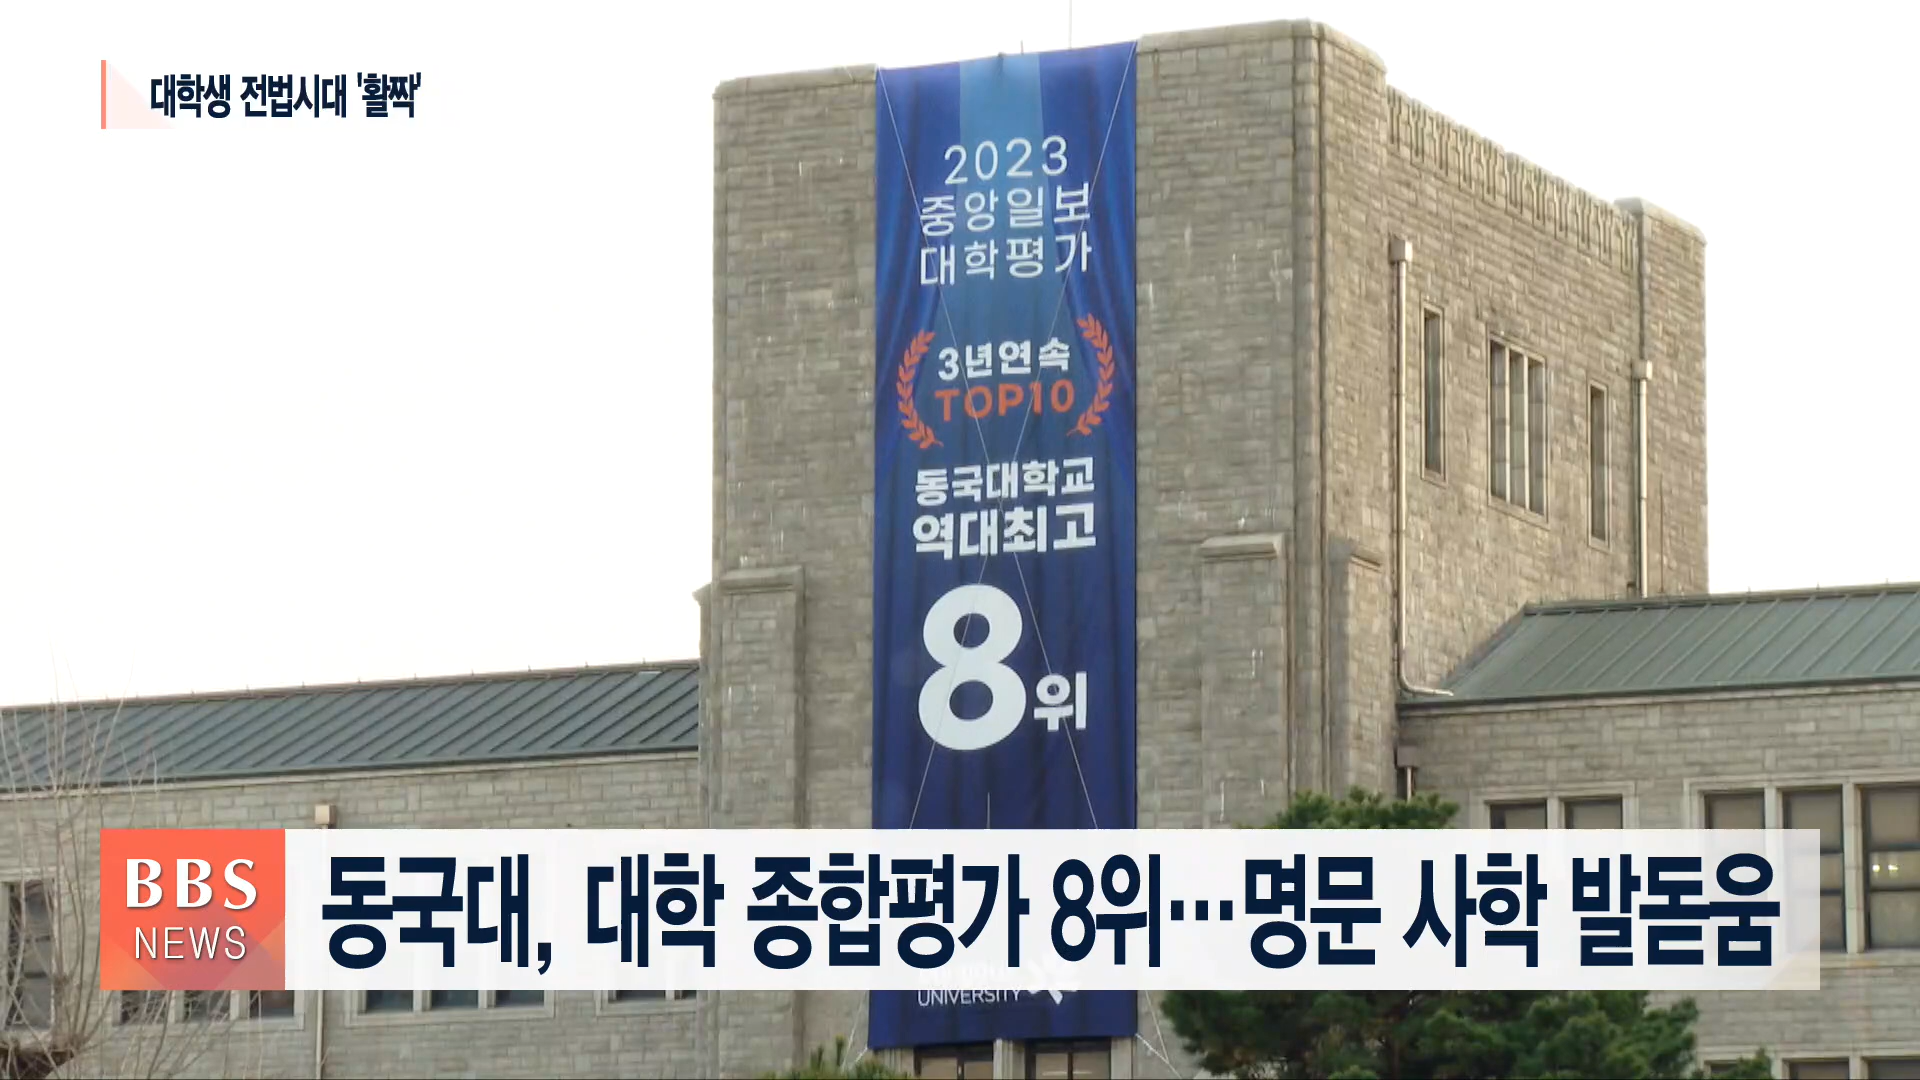 대학생 전법시대 '활짝'
2023
중앙일보
대학평가
3년연속
TOP10
동국대학교
역대최고
8위
BBS
NEWS
동국대, 대학 종합평가 8위…명문 사학 발돋움
UNIVERSITY